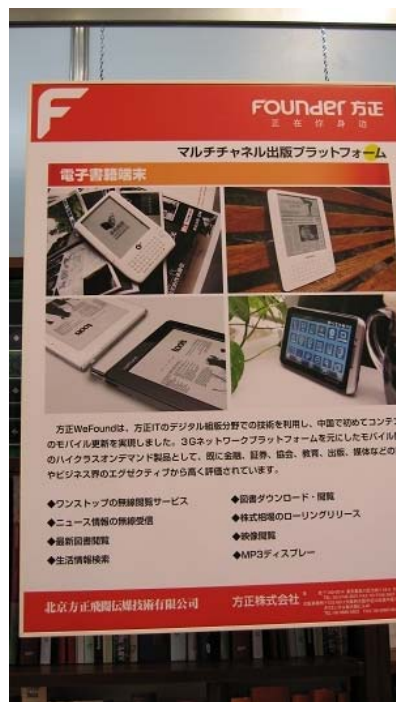 Founder 方正
正在你身边
マルチチャネル出版プラットフォーム
電子書籍端末
方正WeFoundは、方正ITのデジタル組版分野での技術を利用し、中国で初めてコンテ
のモバイル更新を実現しました。3Gネットワークプラットフォームを元にしたモバイル
のハイクラスオンデマンド製品として、既に金融、証券、協会、教育、出版、媒体などの
やビジネス界のエグゼクティブから高く評価されています。
◆ワンストップの無線閲覧サービス
◆ニュース情報の無線受信
◆最新図書閲覧
◆生活情報検索
◆図書ダウンロード・閲覧
◆株式相場のローリングリリース
◆映像閲覧
◆MP3ディスプレー
北京方正飛閲伝媒技術有限公司
方正株式会社